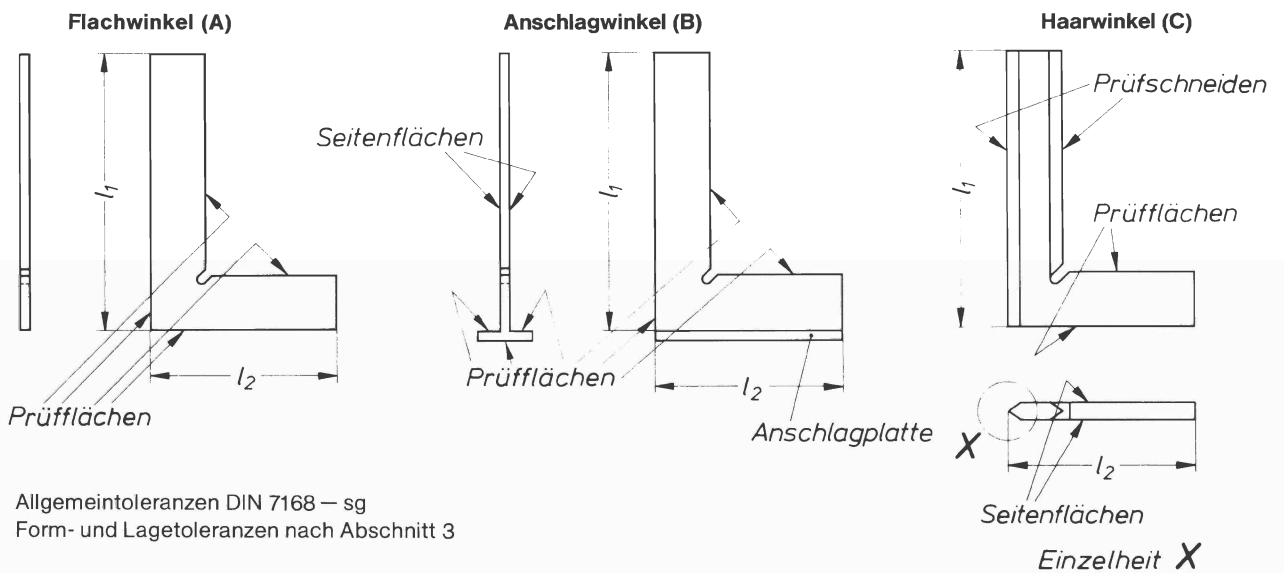 Flachwinkel (A)
l1
l2
Prüfflächen
Anschlagwinkel (B)
Seitenflächen
l1
Prüfflächen
l2
Anschlagplatte
Haarwinkel (C)
Prüfschneiden
l1
Prüfflächen
X
l2
Seitenflächen
Einzelheit X
Allgemeintoleranzen DIN 7168 — sg
Form- und Lagetoleranzen nach Abschnitt 3